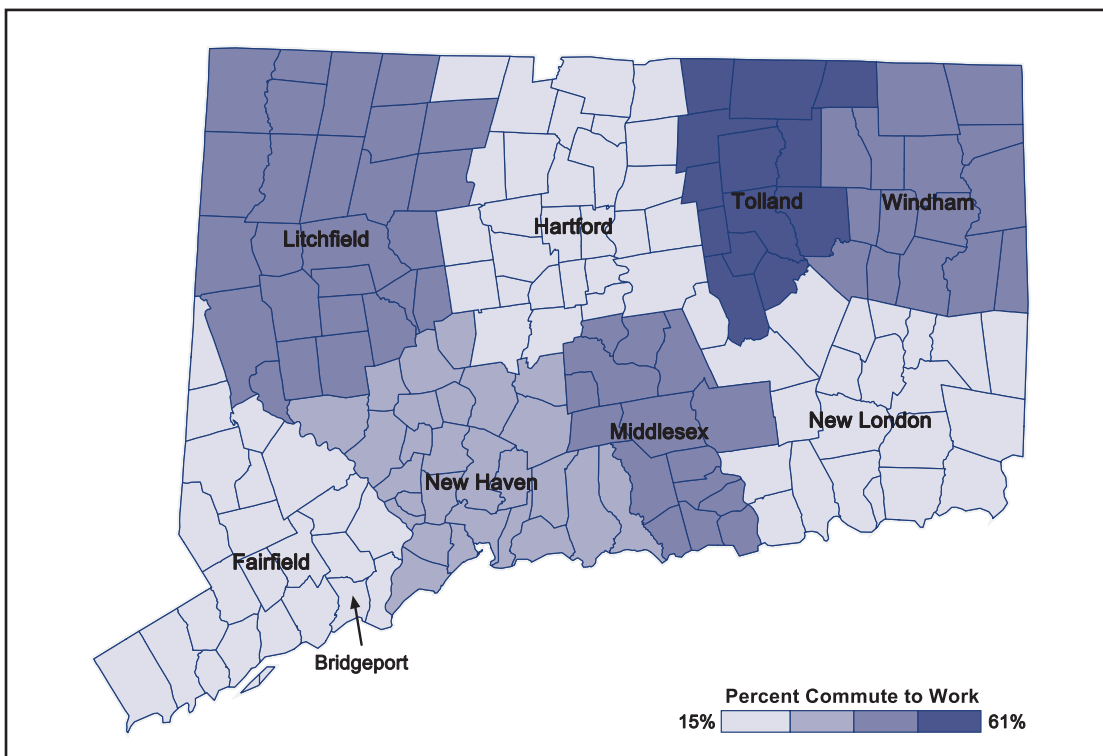 Tolland
Windham
Hartford
Litchfield
New London
Middlesex
New Haven
Fairfield
Bridgeport
Percent Commute to Work
15% 61%